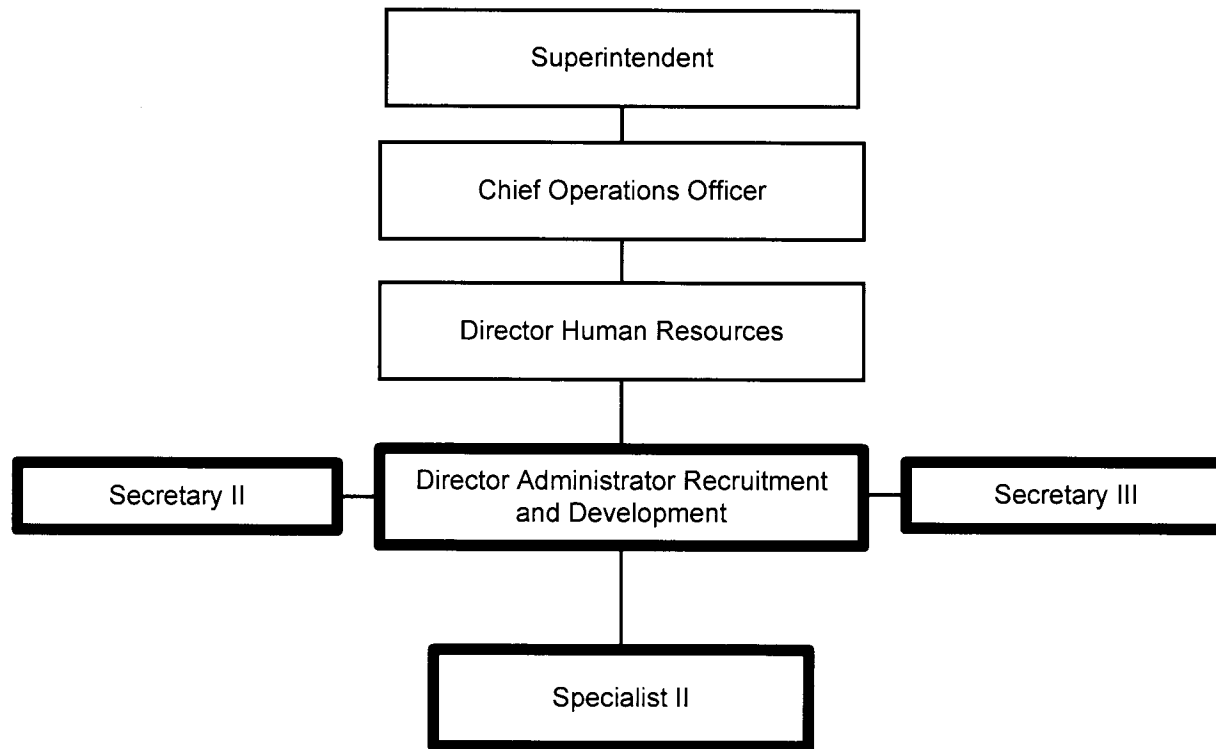 Superintendent
Chief Operations Officer
Director Human Resources
Secretary II
Director Administrator Recruitment
and Development
Secretary III
Specialist II